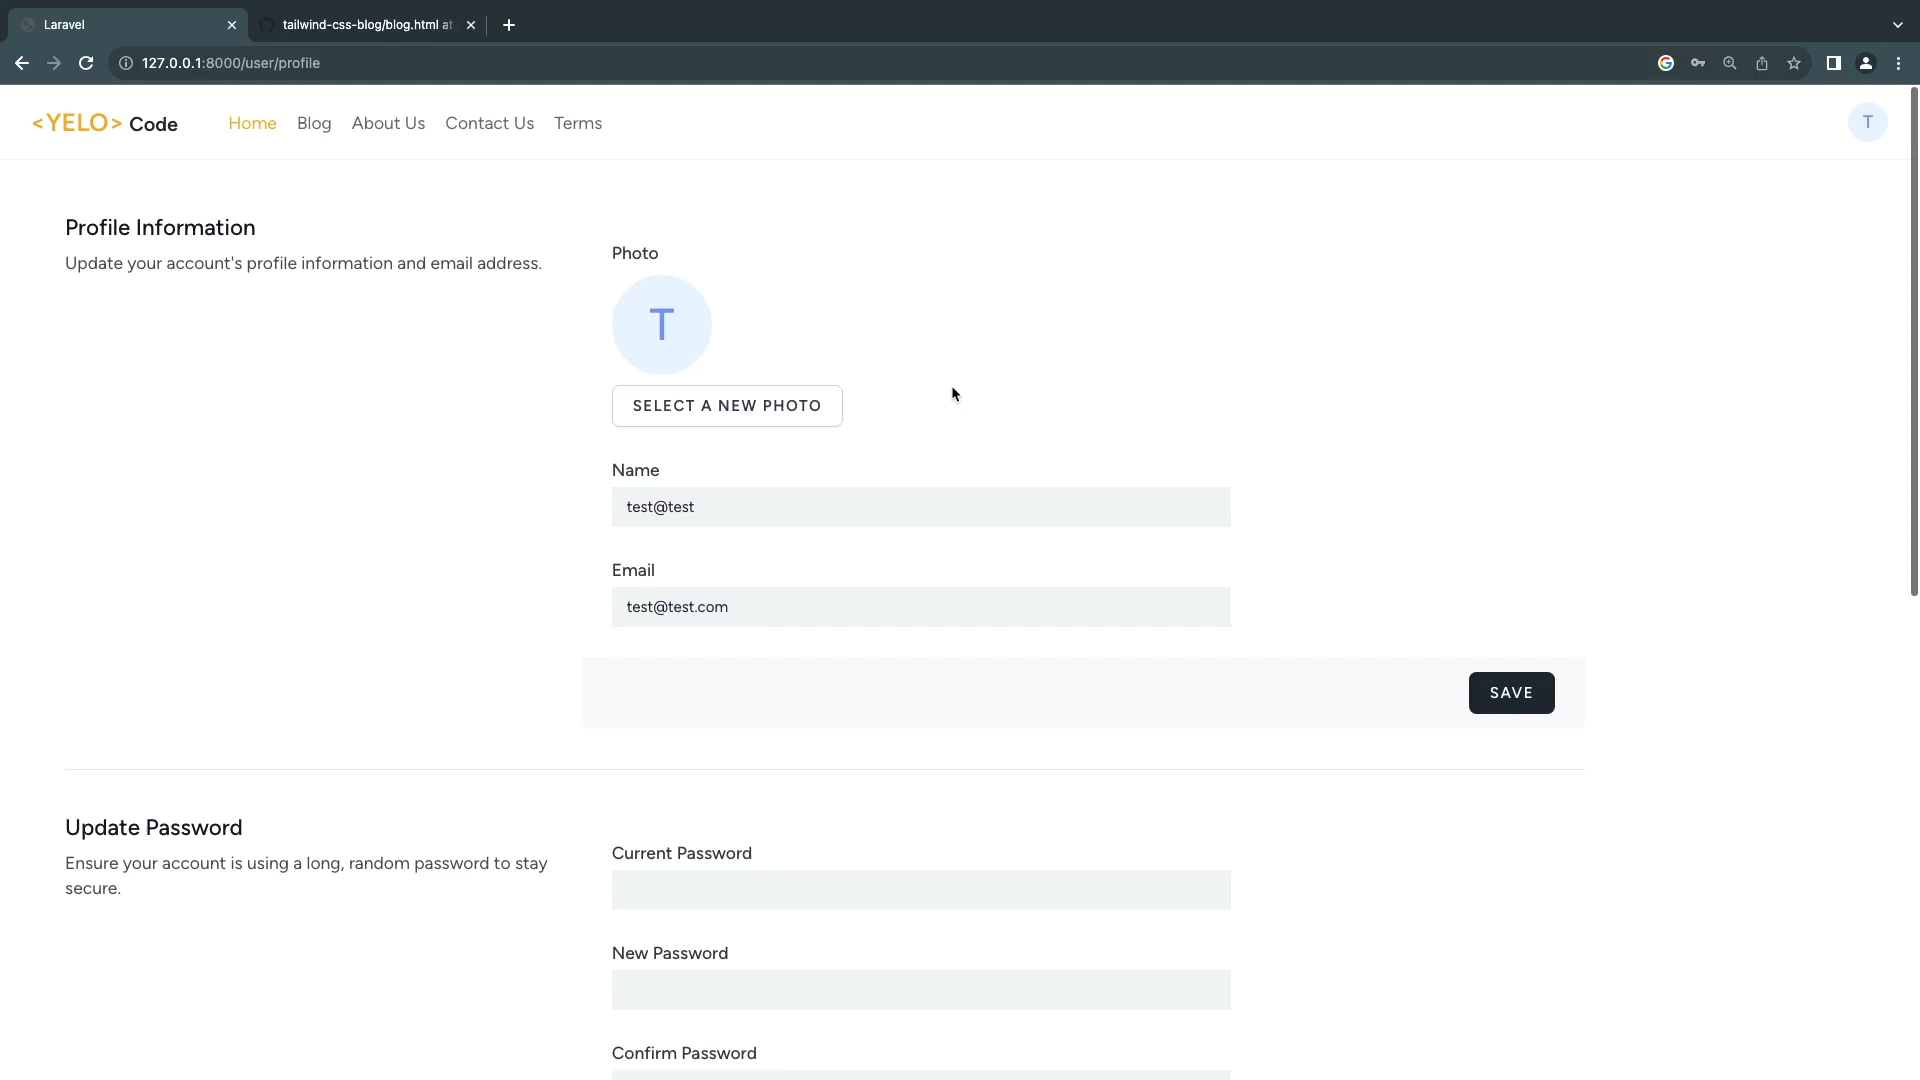 Laravel
tailwind-css-blog/blog.html at
127.0.0.1:8000/user/profile
<YELO> Code
Home
Blog
About Us
Contact Us
Terms
T
Profile Information
Update your account's profile information and email address.
Photo
T
SELECT A NEW PHOTO
Name
test@test
Email
test@test.com
SAVE
Update Password
Ensure your account is using a long, random password to stay
secure.
Current Password
New Password
Confirm Password